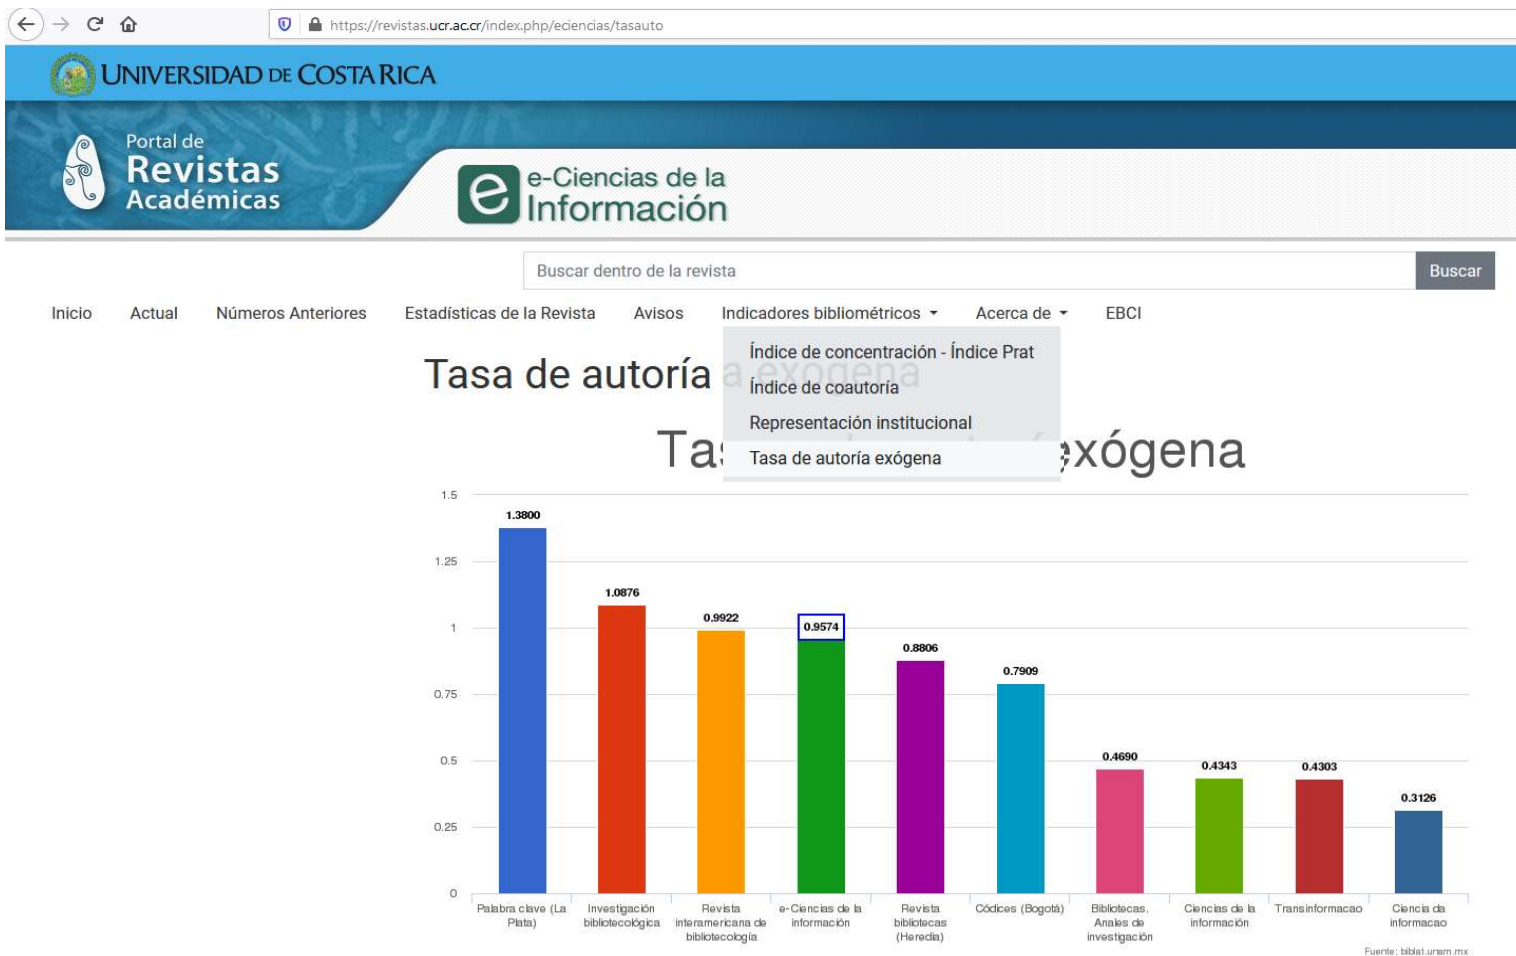 https://revistas.ucr.ac.cr/index.php/eciencias/tasauto
UNIVERSIDAD DE COSTA RICA
Portal de
Revistas
Académicas
e
e-Ciencias de la
Información
Buscar dentro de la revista
Buscar
Inicio Actual Números Anteriores Estadísticas de la Revista Avisos Indicadores bibliométricos Acerca de EBCI
Índice de concentración - Índice Prat
Índice de coautoría
Representación institucional
Tasa de autoría exógena
Tasa de autoría exógena
Tasa exógena
1.5
1.25
1
0.75
0.5
0.25
0
1.3800
1.0876
0.9922
0.9574
0.8806
0.7909
0.4690
0.4343
0.4303
0.3126
Palabra clave (La
Plata)
Investigación
bibliotecológica
Revista
interamericana de
bibliotecología
e-Ciencias de la
información
Revista
bibliotecas
(Heredia)
Códices (Bogotá)
Bibliotecas.
Anales de
investigación
Ciencias de la
información
Transinformacao
Ciencia da
informacao
Fuente: biblat.unam.mx